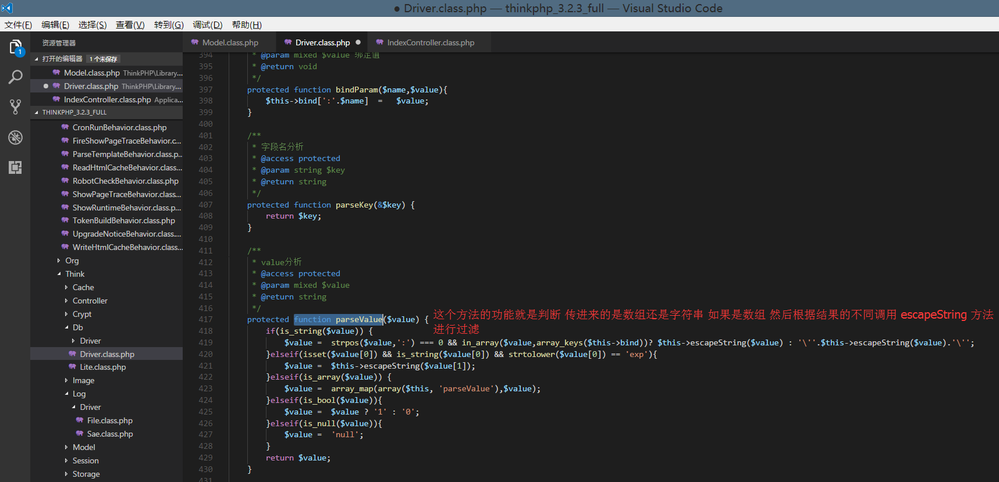 ● Driver.class.php — thinkphp_3.2.3_full — Visual Studio Code
文件(F) 编辑(E) 选择(S) 查看(V) 转到(G) 调试(D) 帮助(H)
资源管理器
Model.class.php Driver.class.php ● IndexController.class.php
1
打开的编辑器 1 个未保存
Model.class.php ThinkPHP\Library...
● Driver.class.php ThinkPHP\Library...
IndexController.class.php Applica...
THINKPHP_3.2.3_FULL
CronRunBehavior.class.php
FireShowPageTraceBehavior.c...
ParseTemplateBehavior.class.p...
ReadHtmlCacheBehavior.class...
RobotCheckBehavior.class.php
ShowPageTraceBehavior.class...
ShowRuntimeBehavior.class.p...
TokenBuildBehavior.class.php
UpgradeNoticeBehavior.class....
WriteHtmlCacheBehavior.class...
Org
Think
Cache
Controller
Crypt
Db
Driver
Driver.class.php
Lite.class.php
Image
Log
Driver
File.class.php
Sae.class.php
Model
Session
Storage
394 * @param mixed $value 绑定值
395 * @return void
396 */
397 protected function bindParam($name,$value){
398 $this->bind[':'.$name]  =   $value;
399 }
400
401 /**
402 * 字段名分析
403 * @access protected
404 * @param string $key
405 * @return string
406 */
407 protected function parseKey(&$key) {
408 return $key;
409 }
410
411 /**
412 * value分析
413 * @access protected
414 * @param mixed $value
415 * @return string
416 */
417 protected function parseValue($value) {
这个方法的功能就是判断 传进来的是数组还是字符串 如果是数组 然后根据结果的不同调用 escapeString 方法
进行过滤
418 if(is_string($value)) {
419 $value =  strpos($value,':') === 0 && in_array($value,array_keys($this->bind))? $this->escapeString($value) : '\''.$this->escapeString($value).'\'';
420 }elseif(isset($value[0]) && is_string($value[0]) && strtolower($value[0]) == 'exp'){
421 $value =  $this->escapeString($value[1]);
422 }elseif(is_array($value)) {
423 $value =  array_map(array($this, 'parseValue'),$value);
424 }elseif(is_bool($value)){
425 $value =  $value ? '1' : '0';
426 }elseif(is_null($value)){
427 $value =  'null';
428 }
429 return $value;
430 }
431